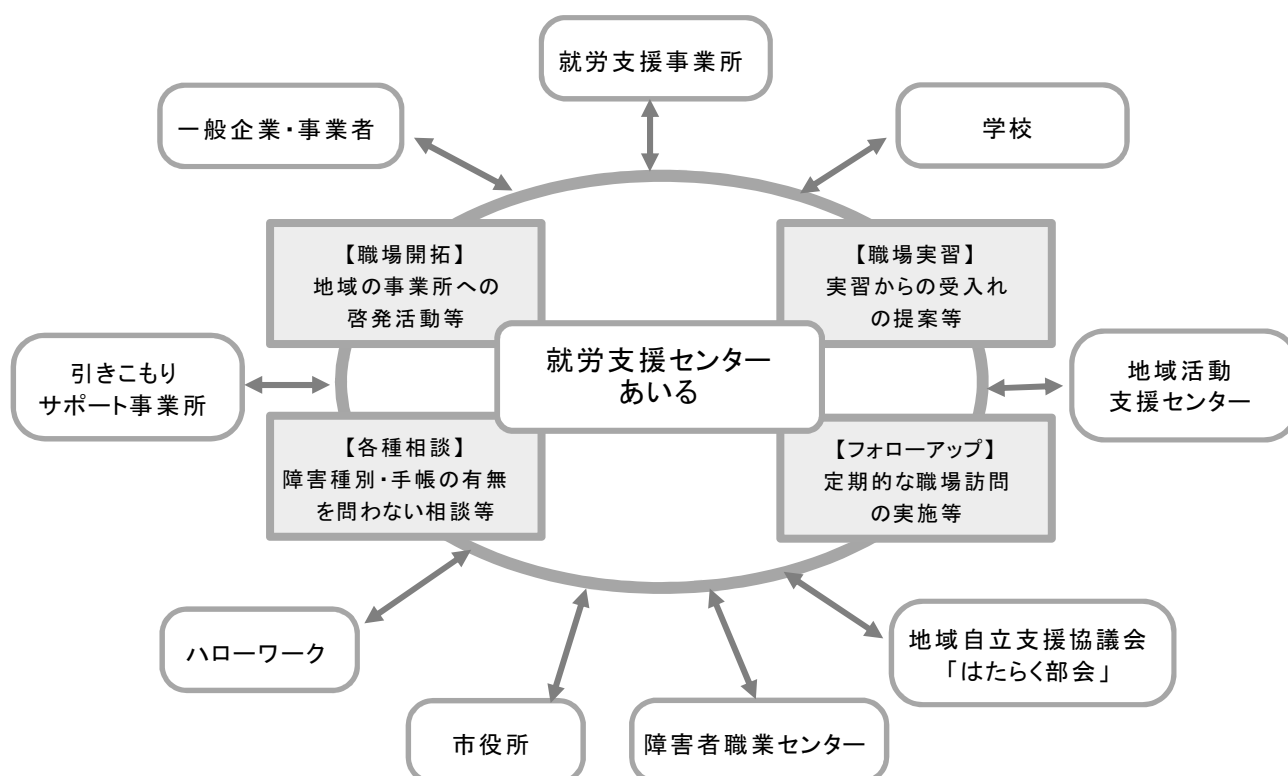 就労支援事業所
一般企業・事業者
学校
【職場開拓】
地域の事業所への
啓発活動等
【職場実習】
実習からの受入れ
の提案等
就労支援センター
あいる
引きこもり
サポート事業所
地域活動
支援センター
【各種相談】
障害種別・手帳の有無
を問わない相談等
【フォローアップ】
定期的な職場訪問
の実施等
ハローワーク
地域自立支援協議会
「はたらく部会」
市役所
障害者職業センター